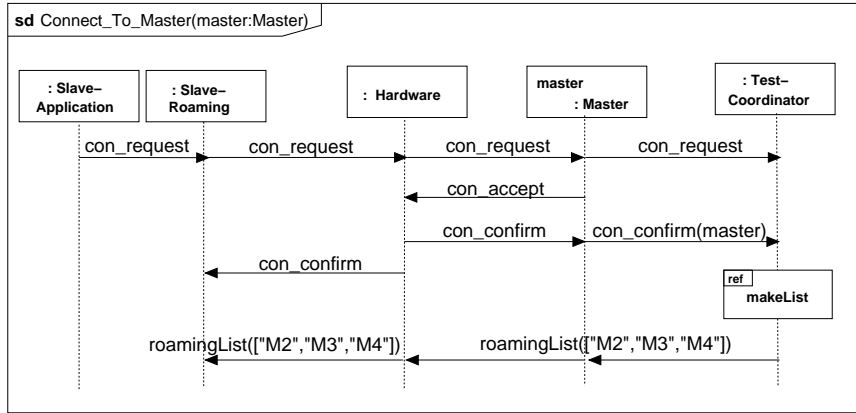 sd Connect_To_Master(master:Master)
: Slave–
Application
: Slave–
Roaming
: Hardware
master
: Master
: Test–
Coordinator
con_request
con_request
con_request
con_request
con_accept
con_confirm
con_confirm(master)
con_confirm
ref
makeList
roamingList(["M2","M3","M4"])
roamingList(["M2","M3","M4"])